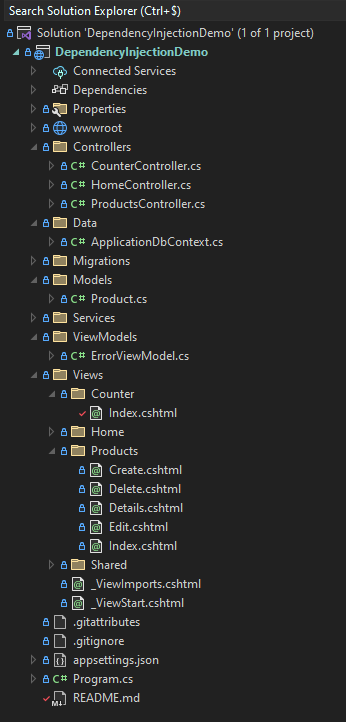 Search Solution Explorer (Ctrl+$)
Solution 'DependencyInjectionDemo' (1 of 1 project)
DependencyInjectionDemo
Connected Services
Dependencies
Properties
wwwroot
Controllers
C# CounterController.cs
C# HomeController.cs
C# ProductsController.cs
Data
C# ApplicationDbContext.cs
Migrations
Models
C# Product.cs
Services
ViewModels
C# ErrorViewModel.cs
Views
Counter
Index.cshtml
Home
Products
Create.cshtml
Delete.cshtml
Details.cshtml
Edit.cshtml
Index.cshtml
Shared
_ViewImports.cshtml
_ViewStart.cshtml
.gitattributes
.gitignore
appsettings.json
C# Program.cs
README.md